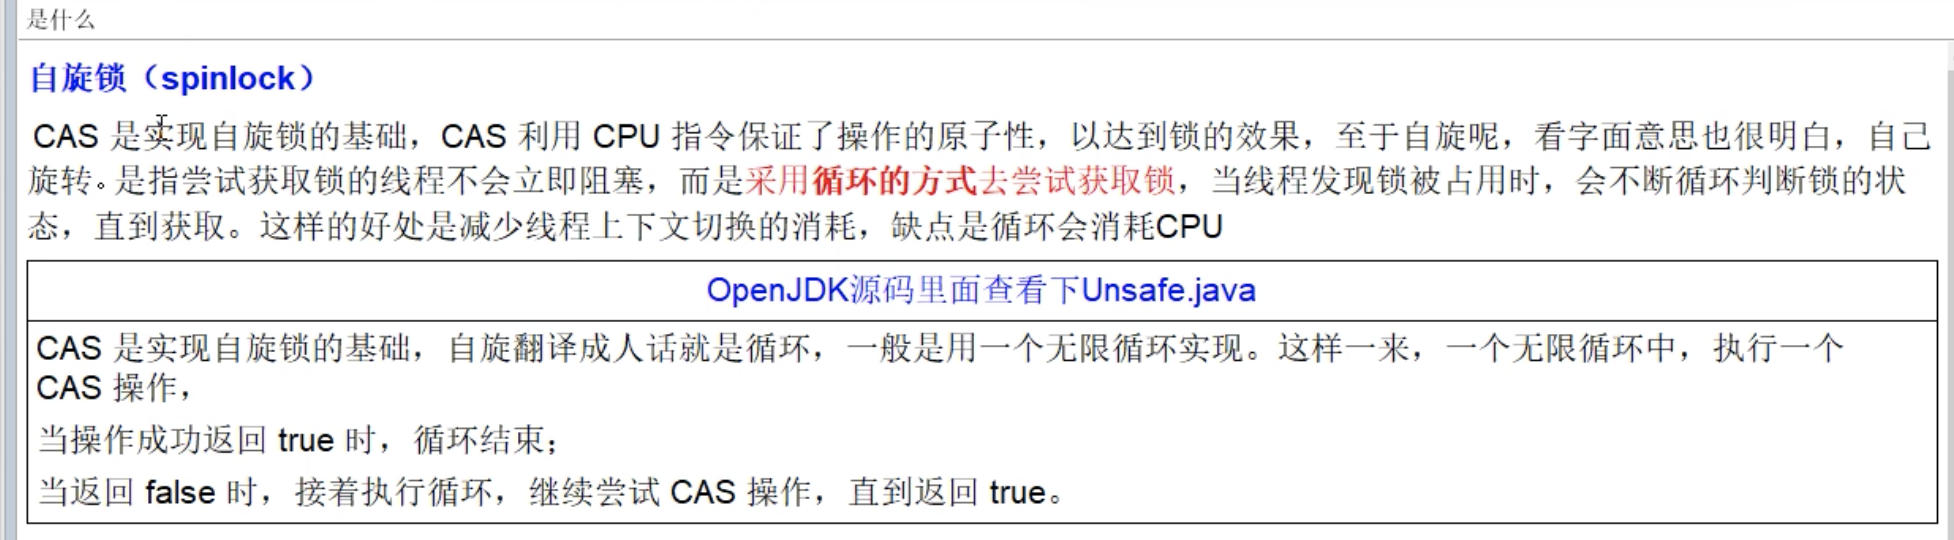 是什么
自旋锁（spinlock）
CAS 是实现自旋锁的基础，CAS 利用 CPU 指令保证了操作的原子性，以达到锁的效果，至于自旋呢，看字面意思也很明白，自己
旋转。是指尝试获取锁的线程不会立即阻塞，而是采用循环的方式去尝试获取锁，当线程发现锁被占用时，会不断循环判断锁的状
态，直到获取。这样的好处是减少线程上下文切换的消耗，缺点是循环会消耗CPU
OpenJDK源码里面查看下Unsafe.java
CAS 是实现自旋锁的基础，自旋翻译成人话就是循环，一般是用一个无限循环实现。这样一来，一个无限循环中，执行一个
CAS 操作，
当操作成功返回 true 时，循环结束；
当返回 false 时，接着执行循环，继续尝试 CAS 操作，直到返回 true。